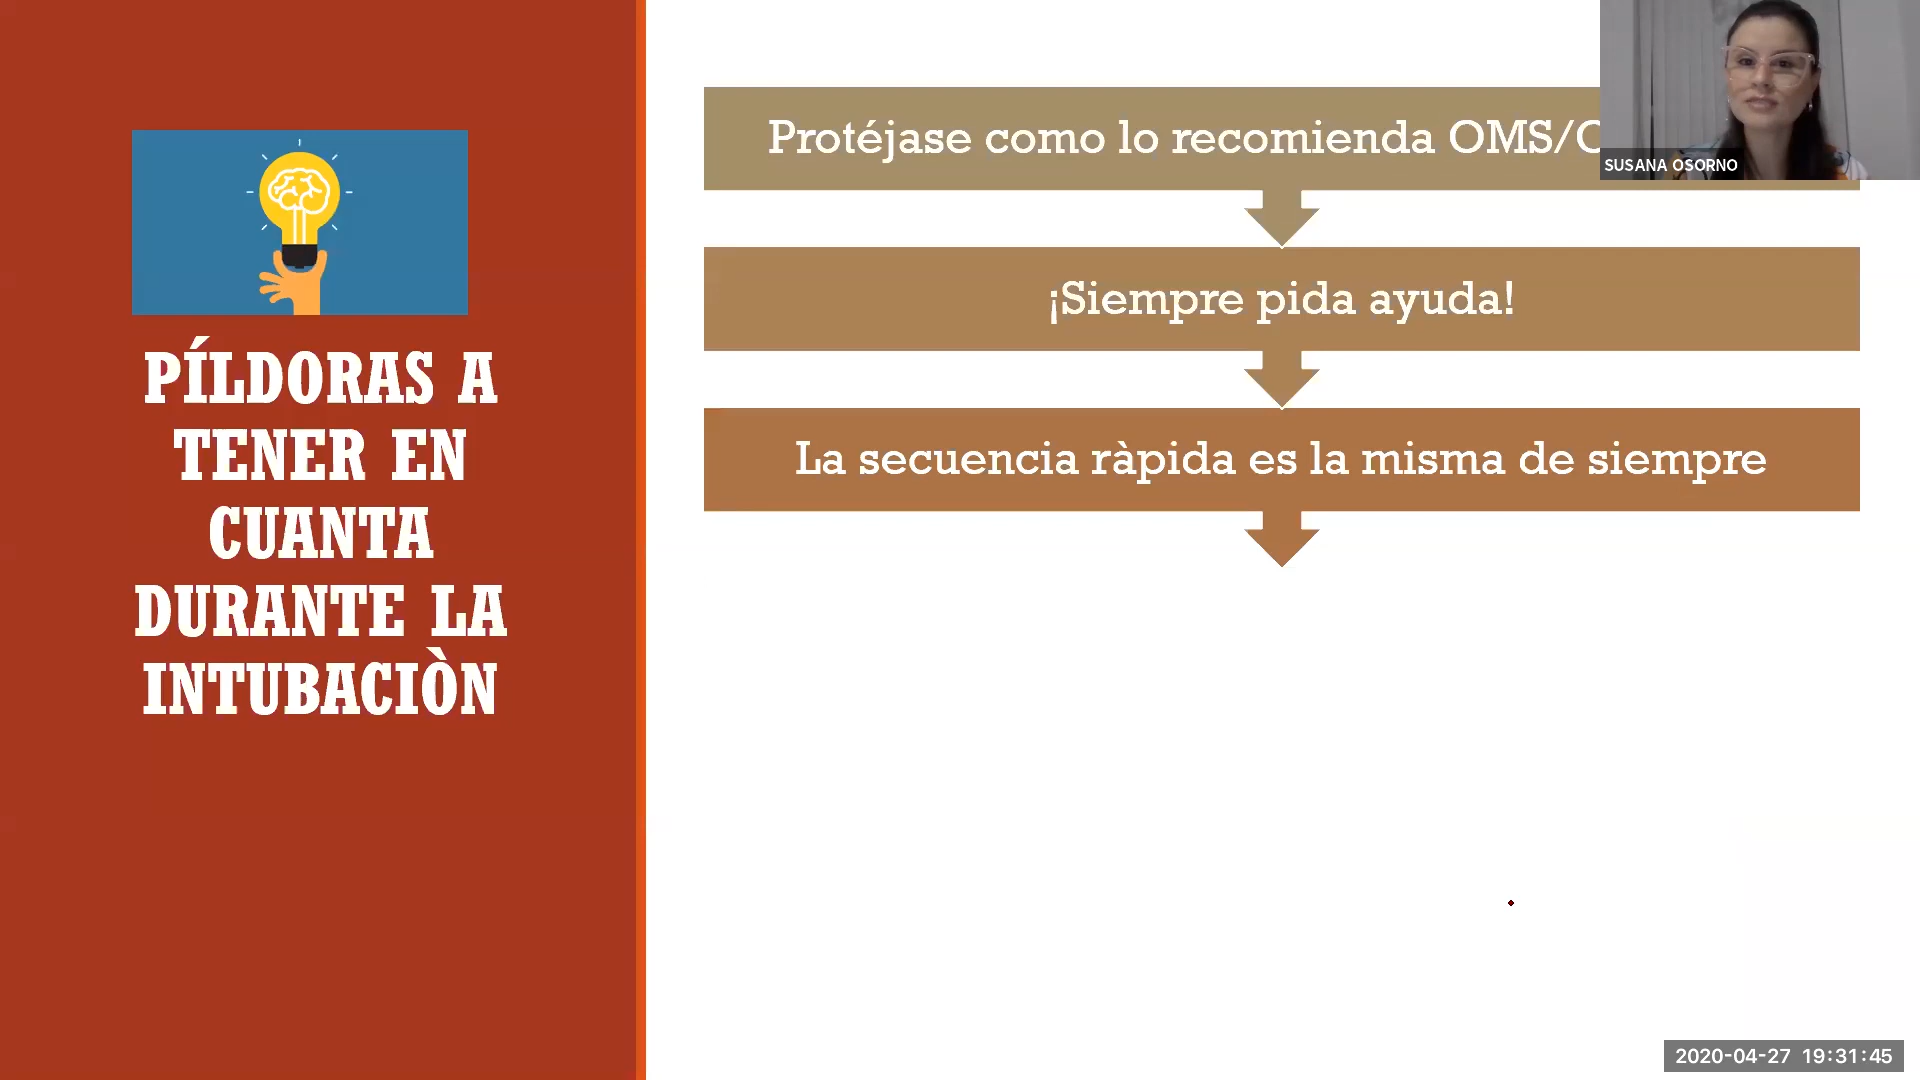 PÍLDORAS A
TENER EN
CUANTA
DURANTE LA
INTUBACIÒN
Protéjase como lo recomienda OMS/
¡Siempre pida ayuda!
La secuencia ràpida es la misma de siempre
SUSANA OSORNO
2020-04-27 19:31:45